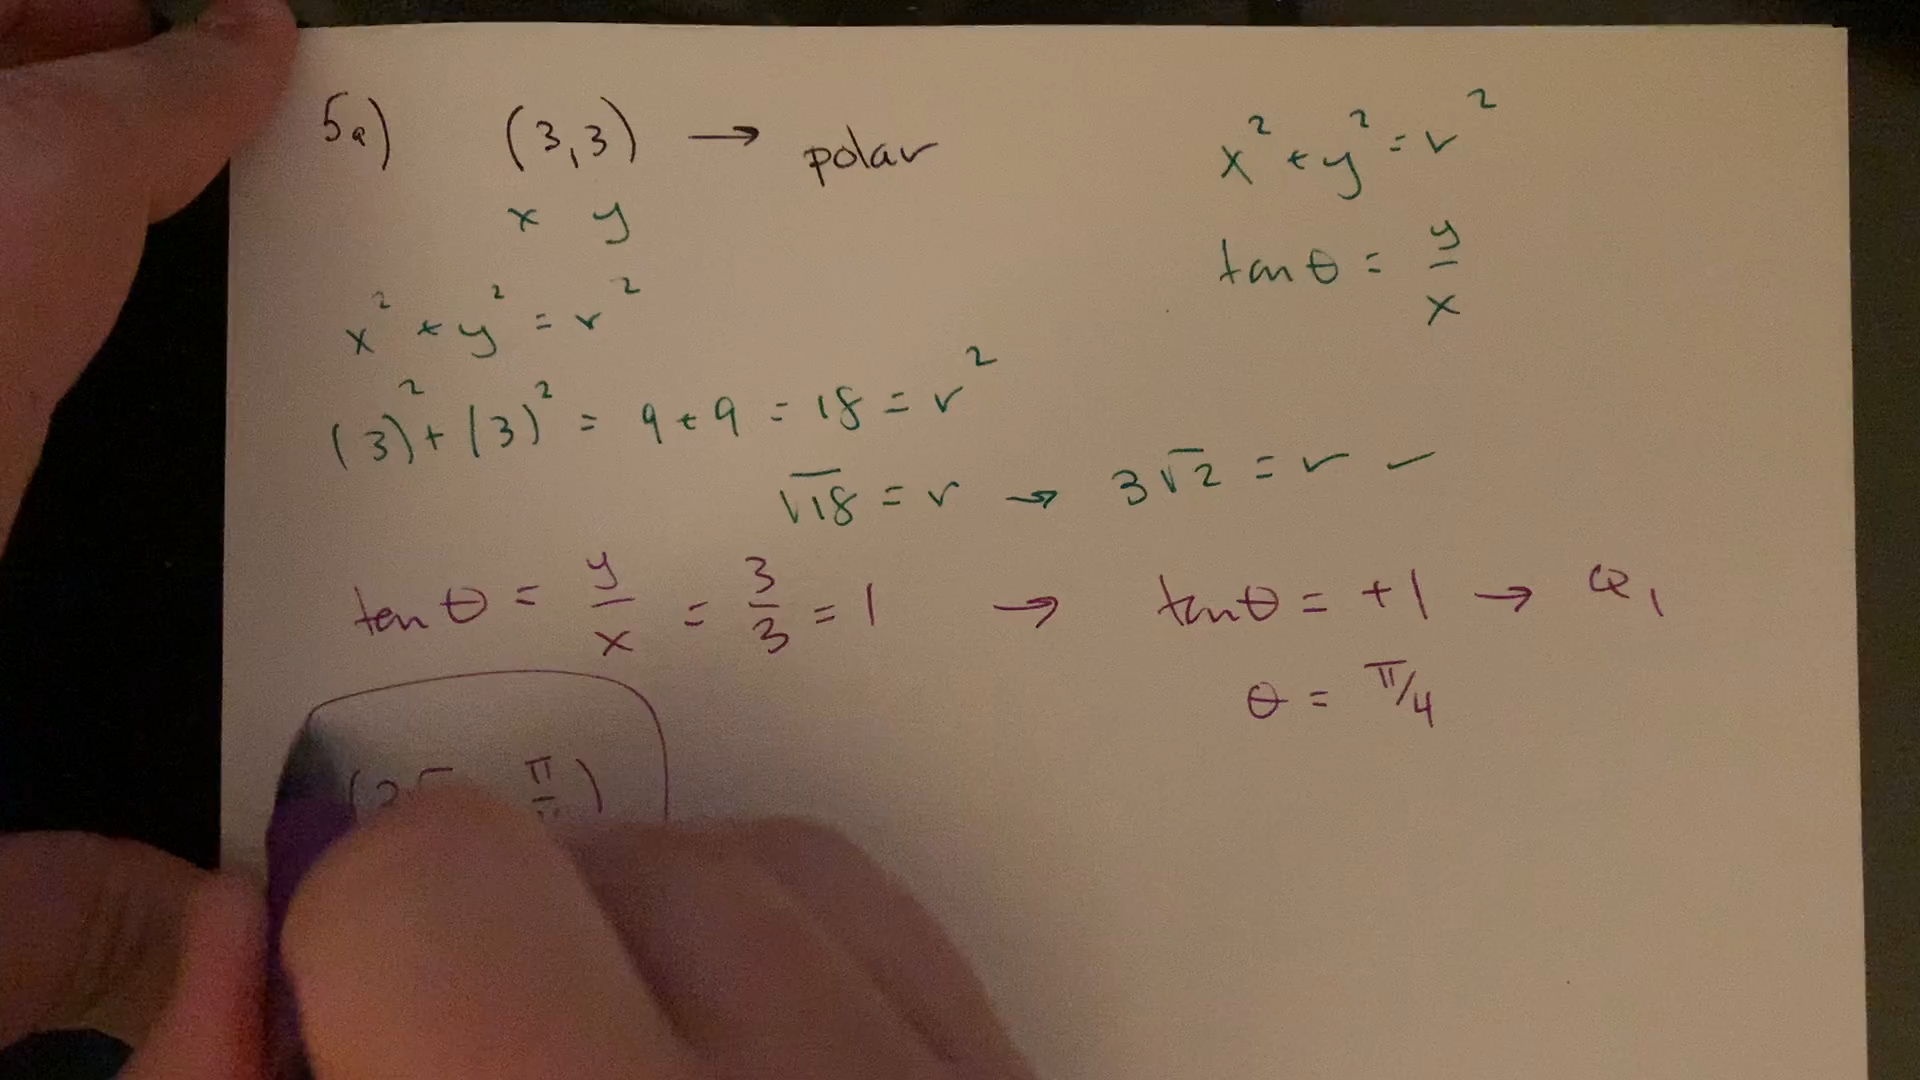 5a) (3,3) → polar
x y
x² + y² = r²
tan θ = y/x
x² + y² = r²
(3)² + (3)² = 9 + 9 = 18 = r²
√18 = r → 3√2 = r ✓
tan θ = y/x = 3/3 = 1 → tan θ = +1 → Q1
θ = π/4
( π )